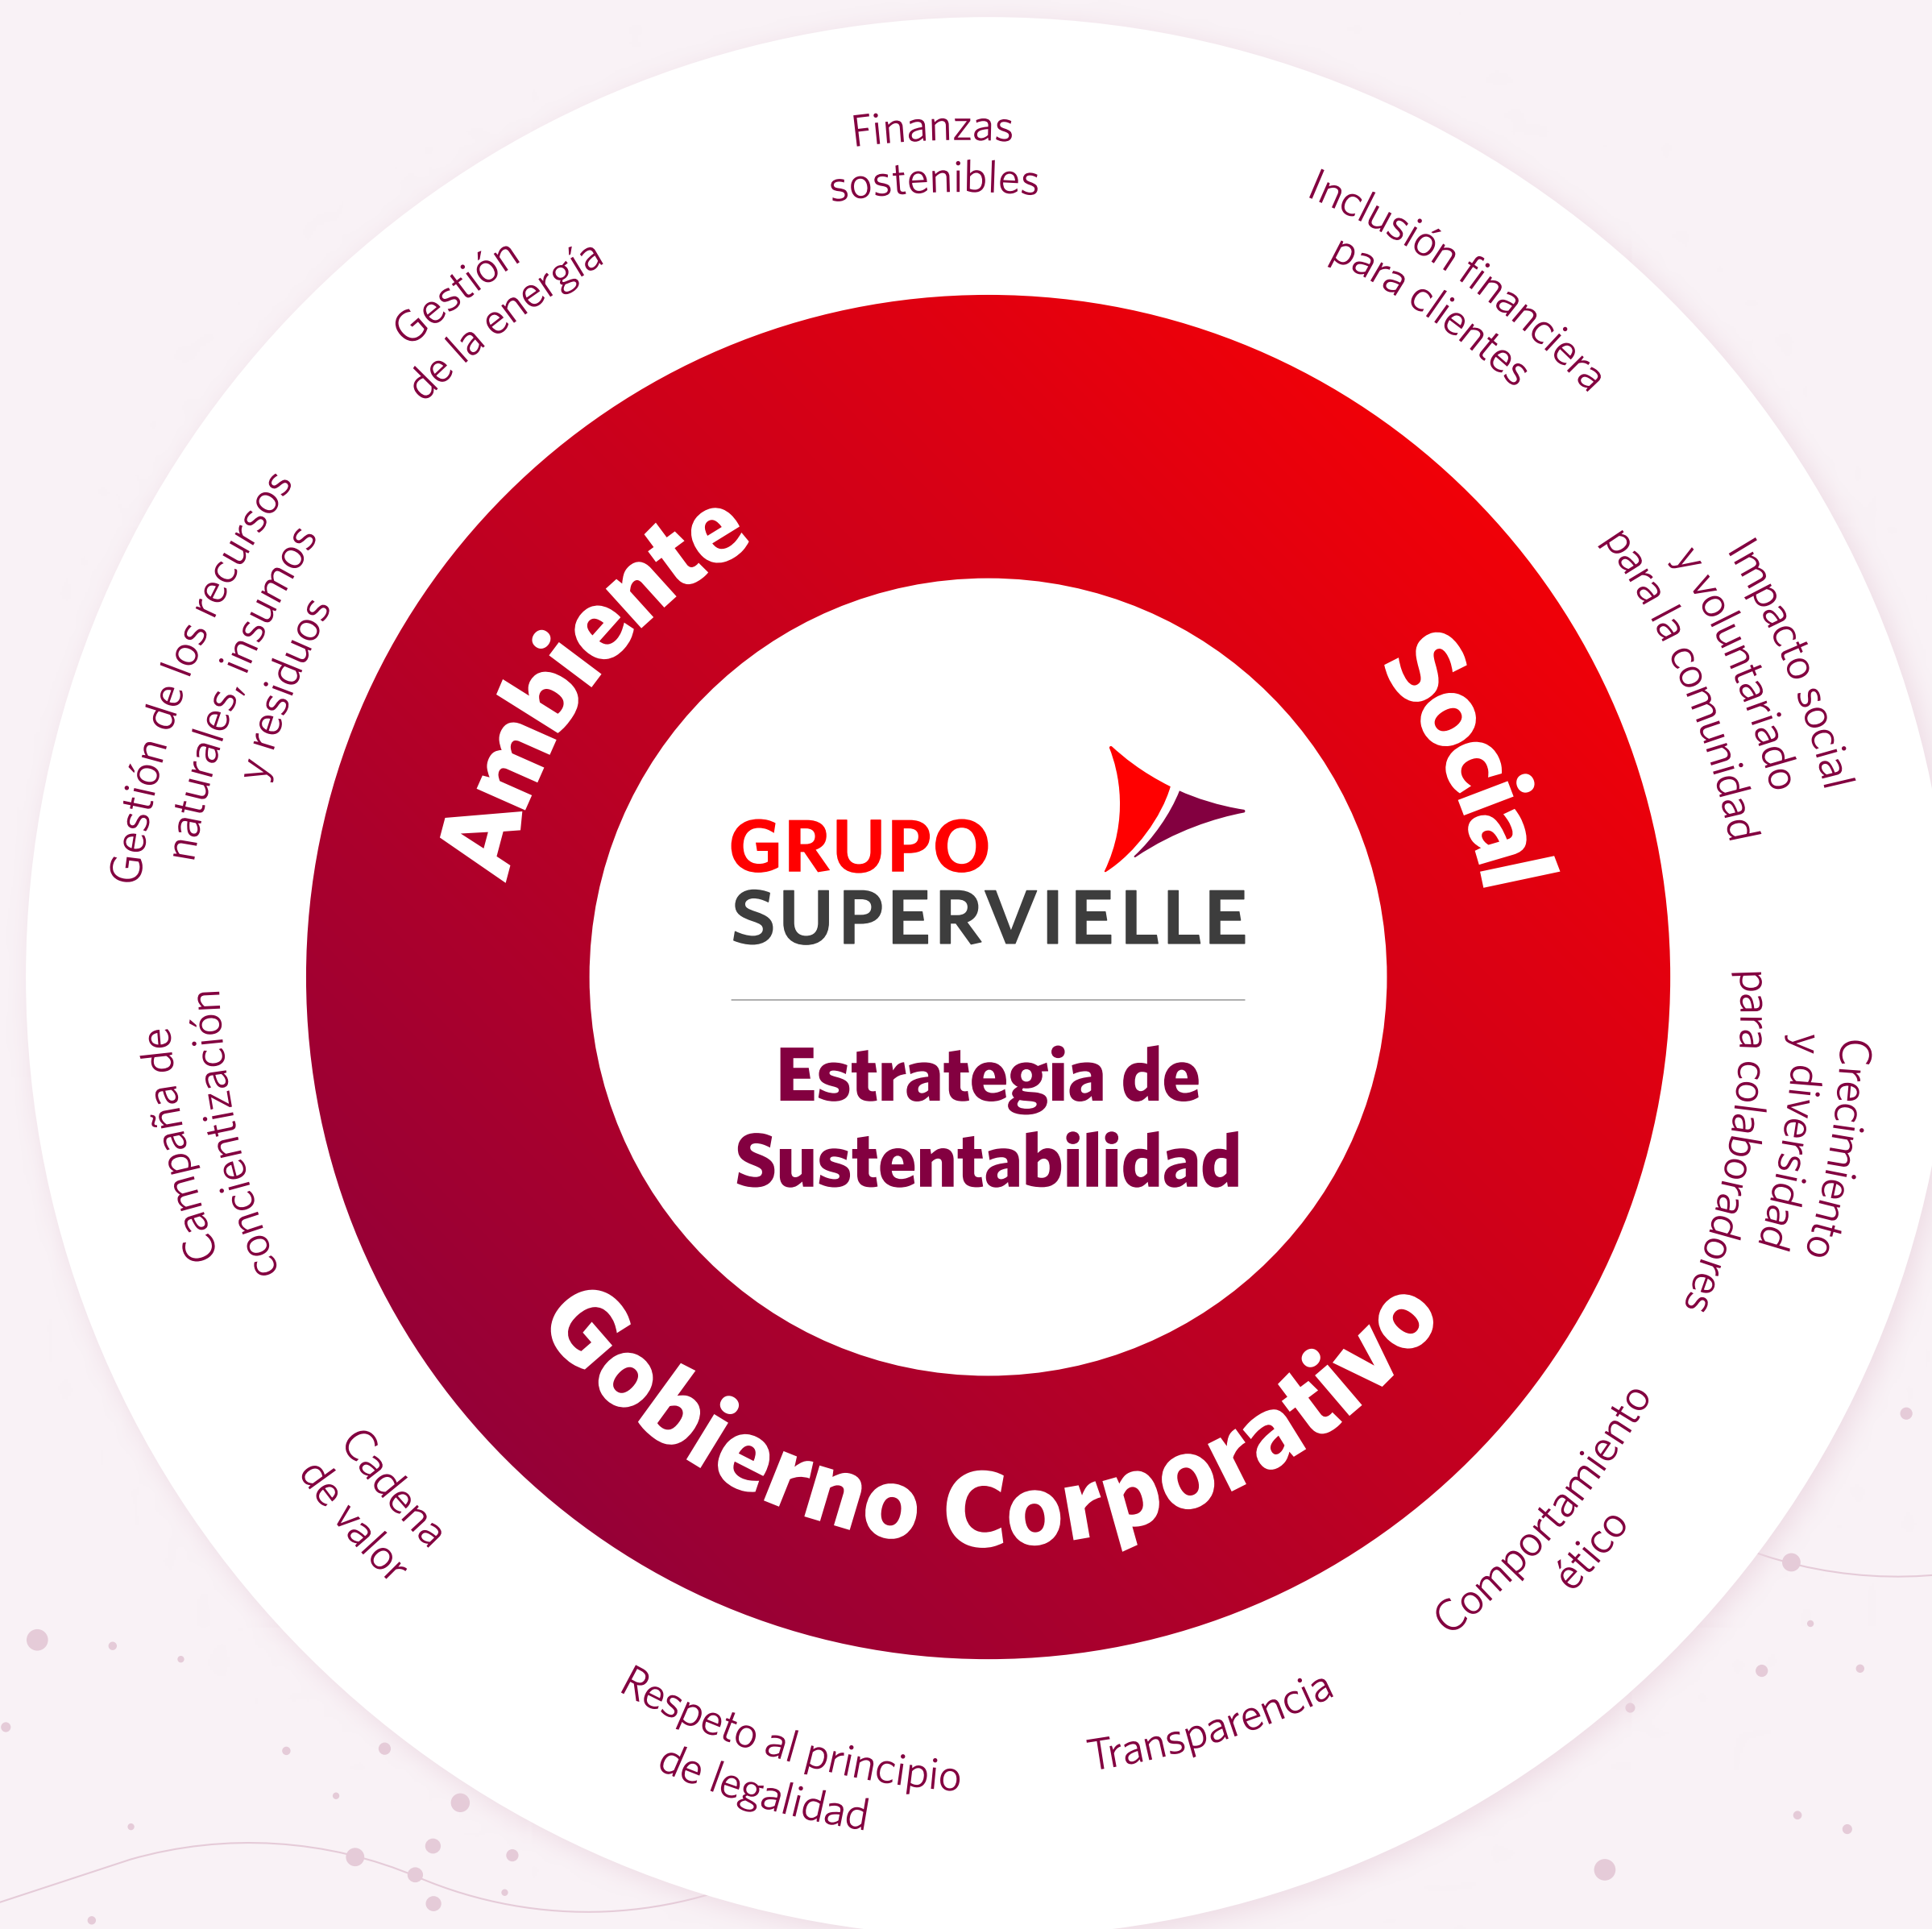 GRUPO
SUPERVIELLE
Estrategia de
Sustentabilidad
Ambiente
Social
Gobierno Corporativo
Finanzas
sostenibles
Inclusión financiera
para clientes
Impacto social
y voluntariado
para la comunidad
Crecimiento
y diversidad
para colaboradores
Comportamiento
ético
Transparencia
Respeto al principio
de legalidad
Cadena
de valor
Campaña de
concientización
Gestión de los recursos
naturales, insumos
y residuos
Gestión
de la energía